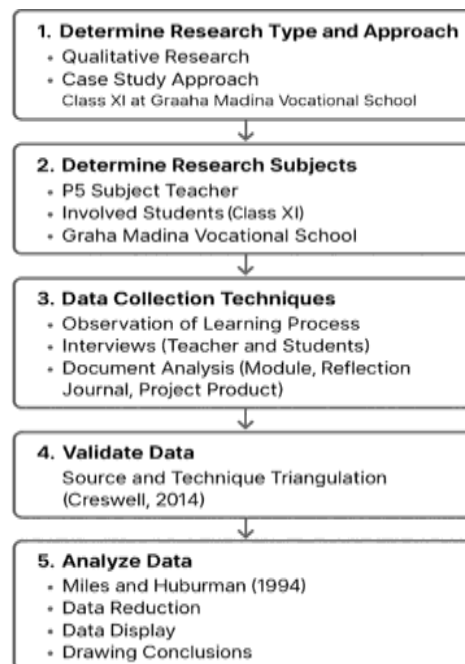 1. Determine Research Type and Approach
• Qualitative Research
• Case Study Approach
Class XI at Graaha Madina Vocational School
2. Determine Research Subjects
• P5 Subject Teacher
• Involved Students (Class XI)
• Graha Madina Vocational School
3. Data Collection Techniques
• Observation of Learning Process
• Interviews (Teacher and Students)
• Document Analysis (Module, Reflection
Journal, Project Product)
4. Validate Data
Source and Technique Triangulation
(Creswell, 2014)
5. Analyze Data
• Miles and Huburman (1994)
• Data Reduction
• Data Display
• Drawing Conclusions